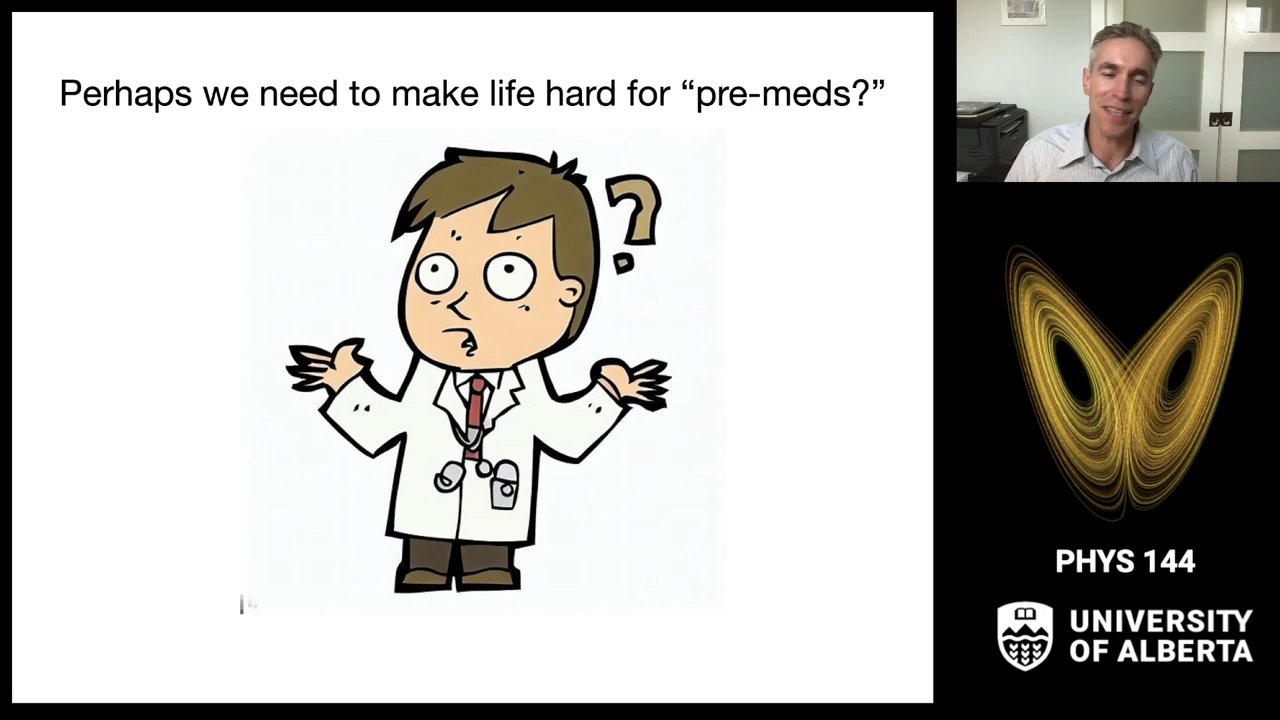 Perhaps we need to make life hard for “pre-meds?”
?
PHYS 144
UNIVERSITY
OF ALBERTA